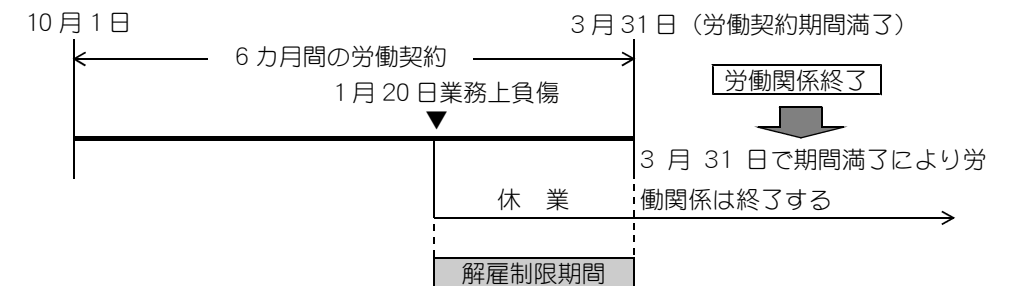 10月1日
3月31日（労働契約期間満了）
6カ月間の労働契約
労働関係終了
1月20日業務上負傷
3月31日で期間満了により労
働関係は終了する
休　業
解雇制限期間